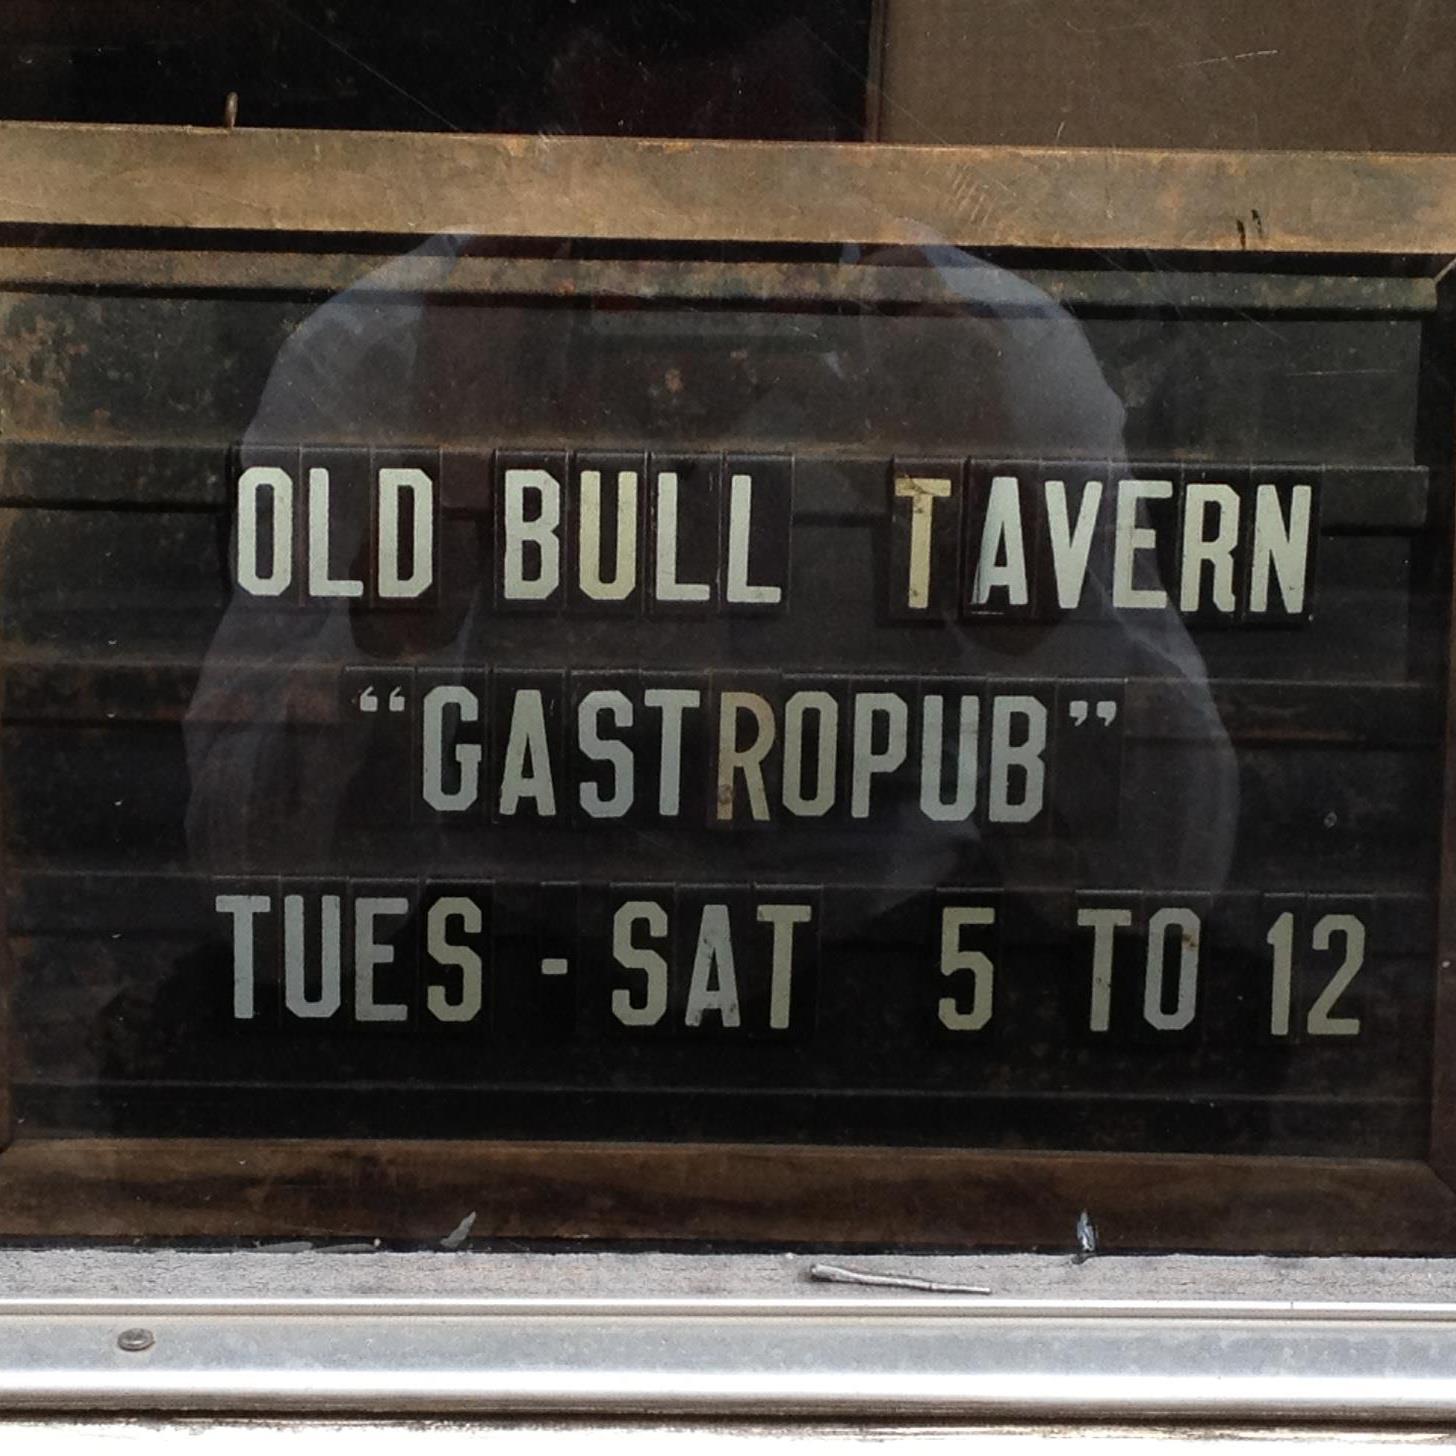 OLD BULL TAVERN
“GASTROPUB”
TUES - SAT 5 TO 12